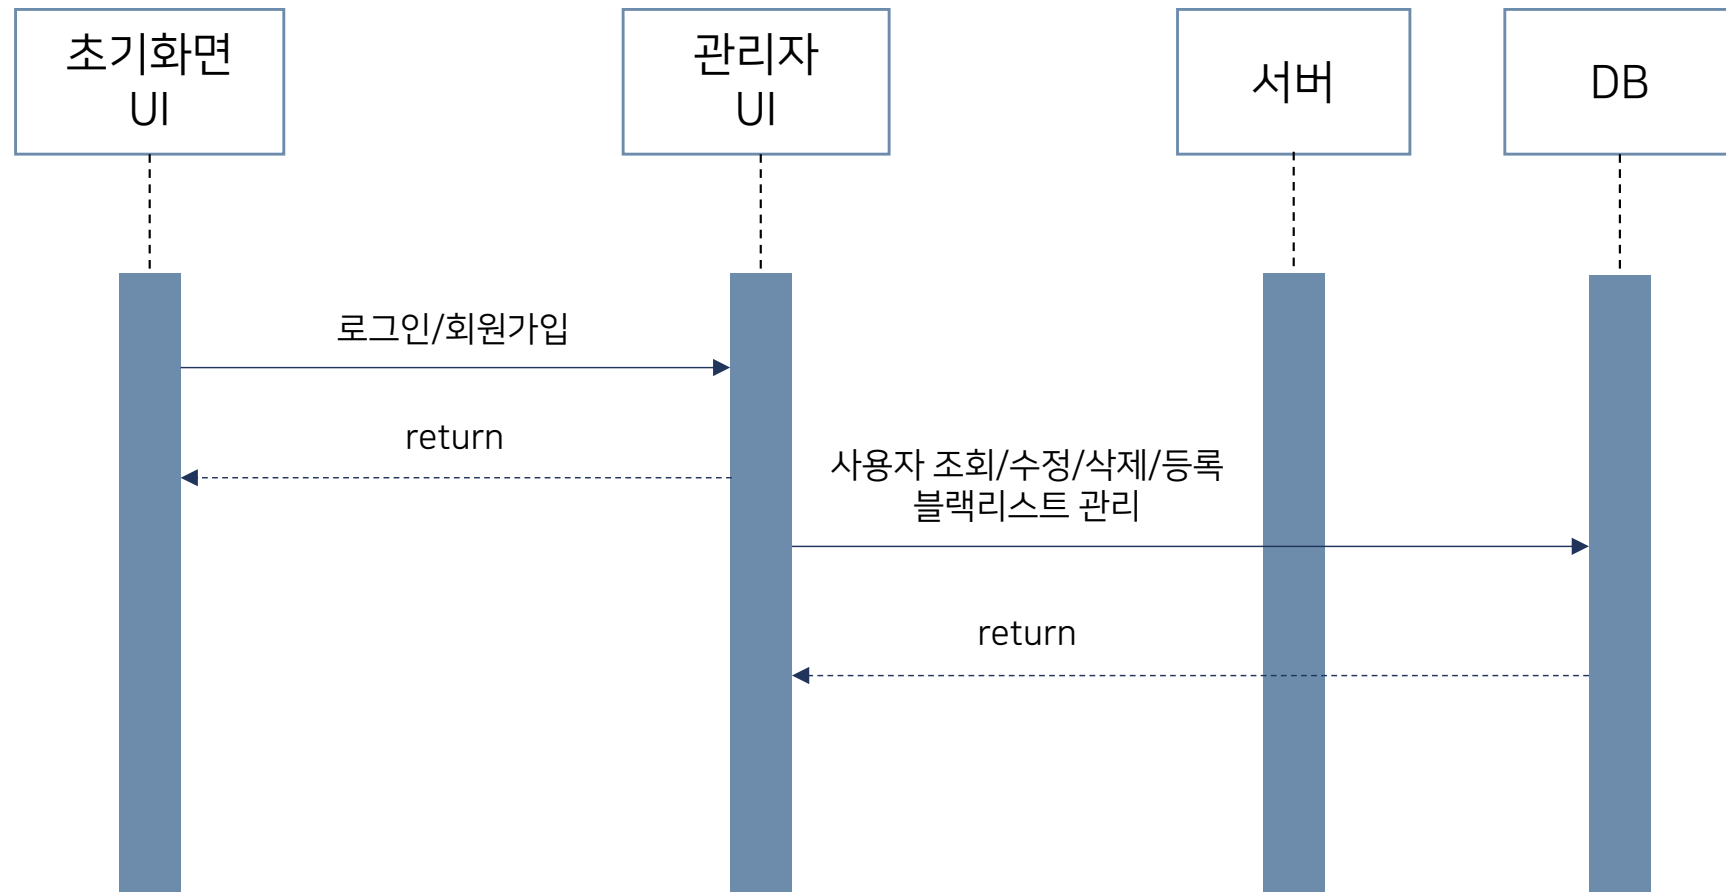 초기화면
UI
관리자
UI
서버
DB
로그인/회원가입
return
사용자 조회/수정/삭제/등록
블랙리스트 관리
return